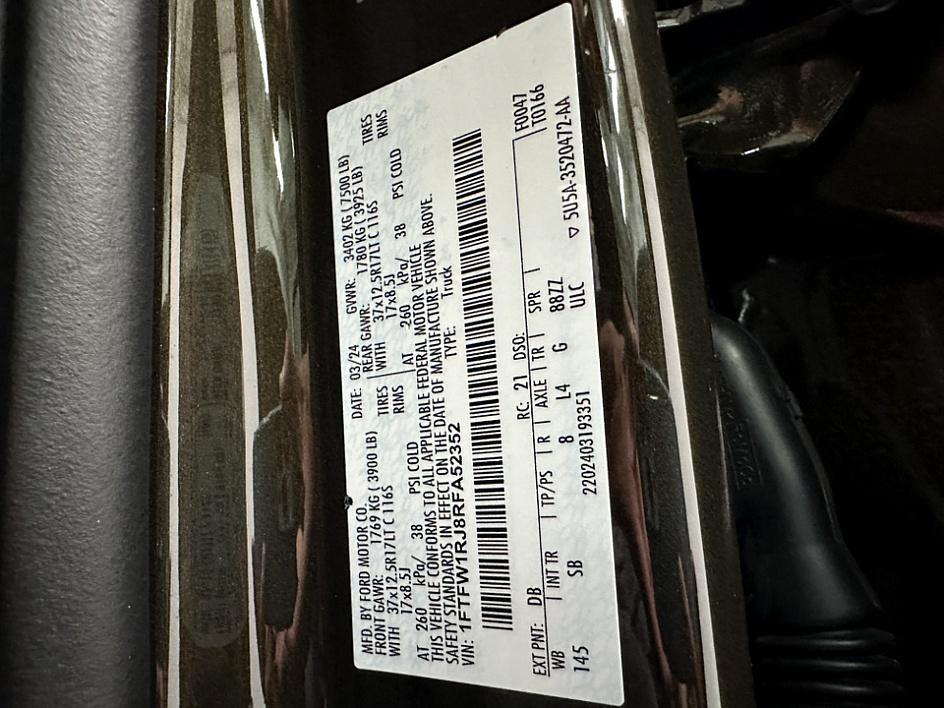 MFD. BY FORD MOTOR CO.
DATE: 03/24 GVWR: 3402 KG ( 7500 LB)
FRONT GAWR: 1769 KG ( 3900 LB) REAR GAWR: 1780 KG ( 3925 LB)
WITH 37x12.5R17LT C 116S TIRES WITH 37x12.5R17LT C 116S TIRES
17x8.5J RIMS 17x8.5J RIMS
AT 260 kPa/ 38 PSI COLD AT 260 kPa/ 38 PSI COLD
THIS VEHICLE CONFORMS TO ALL APPLICABLE FEDERAL MOTOR VEHICLE
SAFETY STANDARDS IN EFFECT ON THE DATE OF MANUFACTURE SHOWN ABOVE.
VIN: 1FTFW1RJ8RFA52352 TYPE: Truck
F0047
EXT PNT: DB RC: 21 DSO: T0166
WB INT TR TP/PS R AXLE TR SPR
145 SB 8 L4 G 8BZZ
2202403193351 ULC ▽ 5U5A-3520472-AA